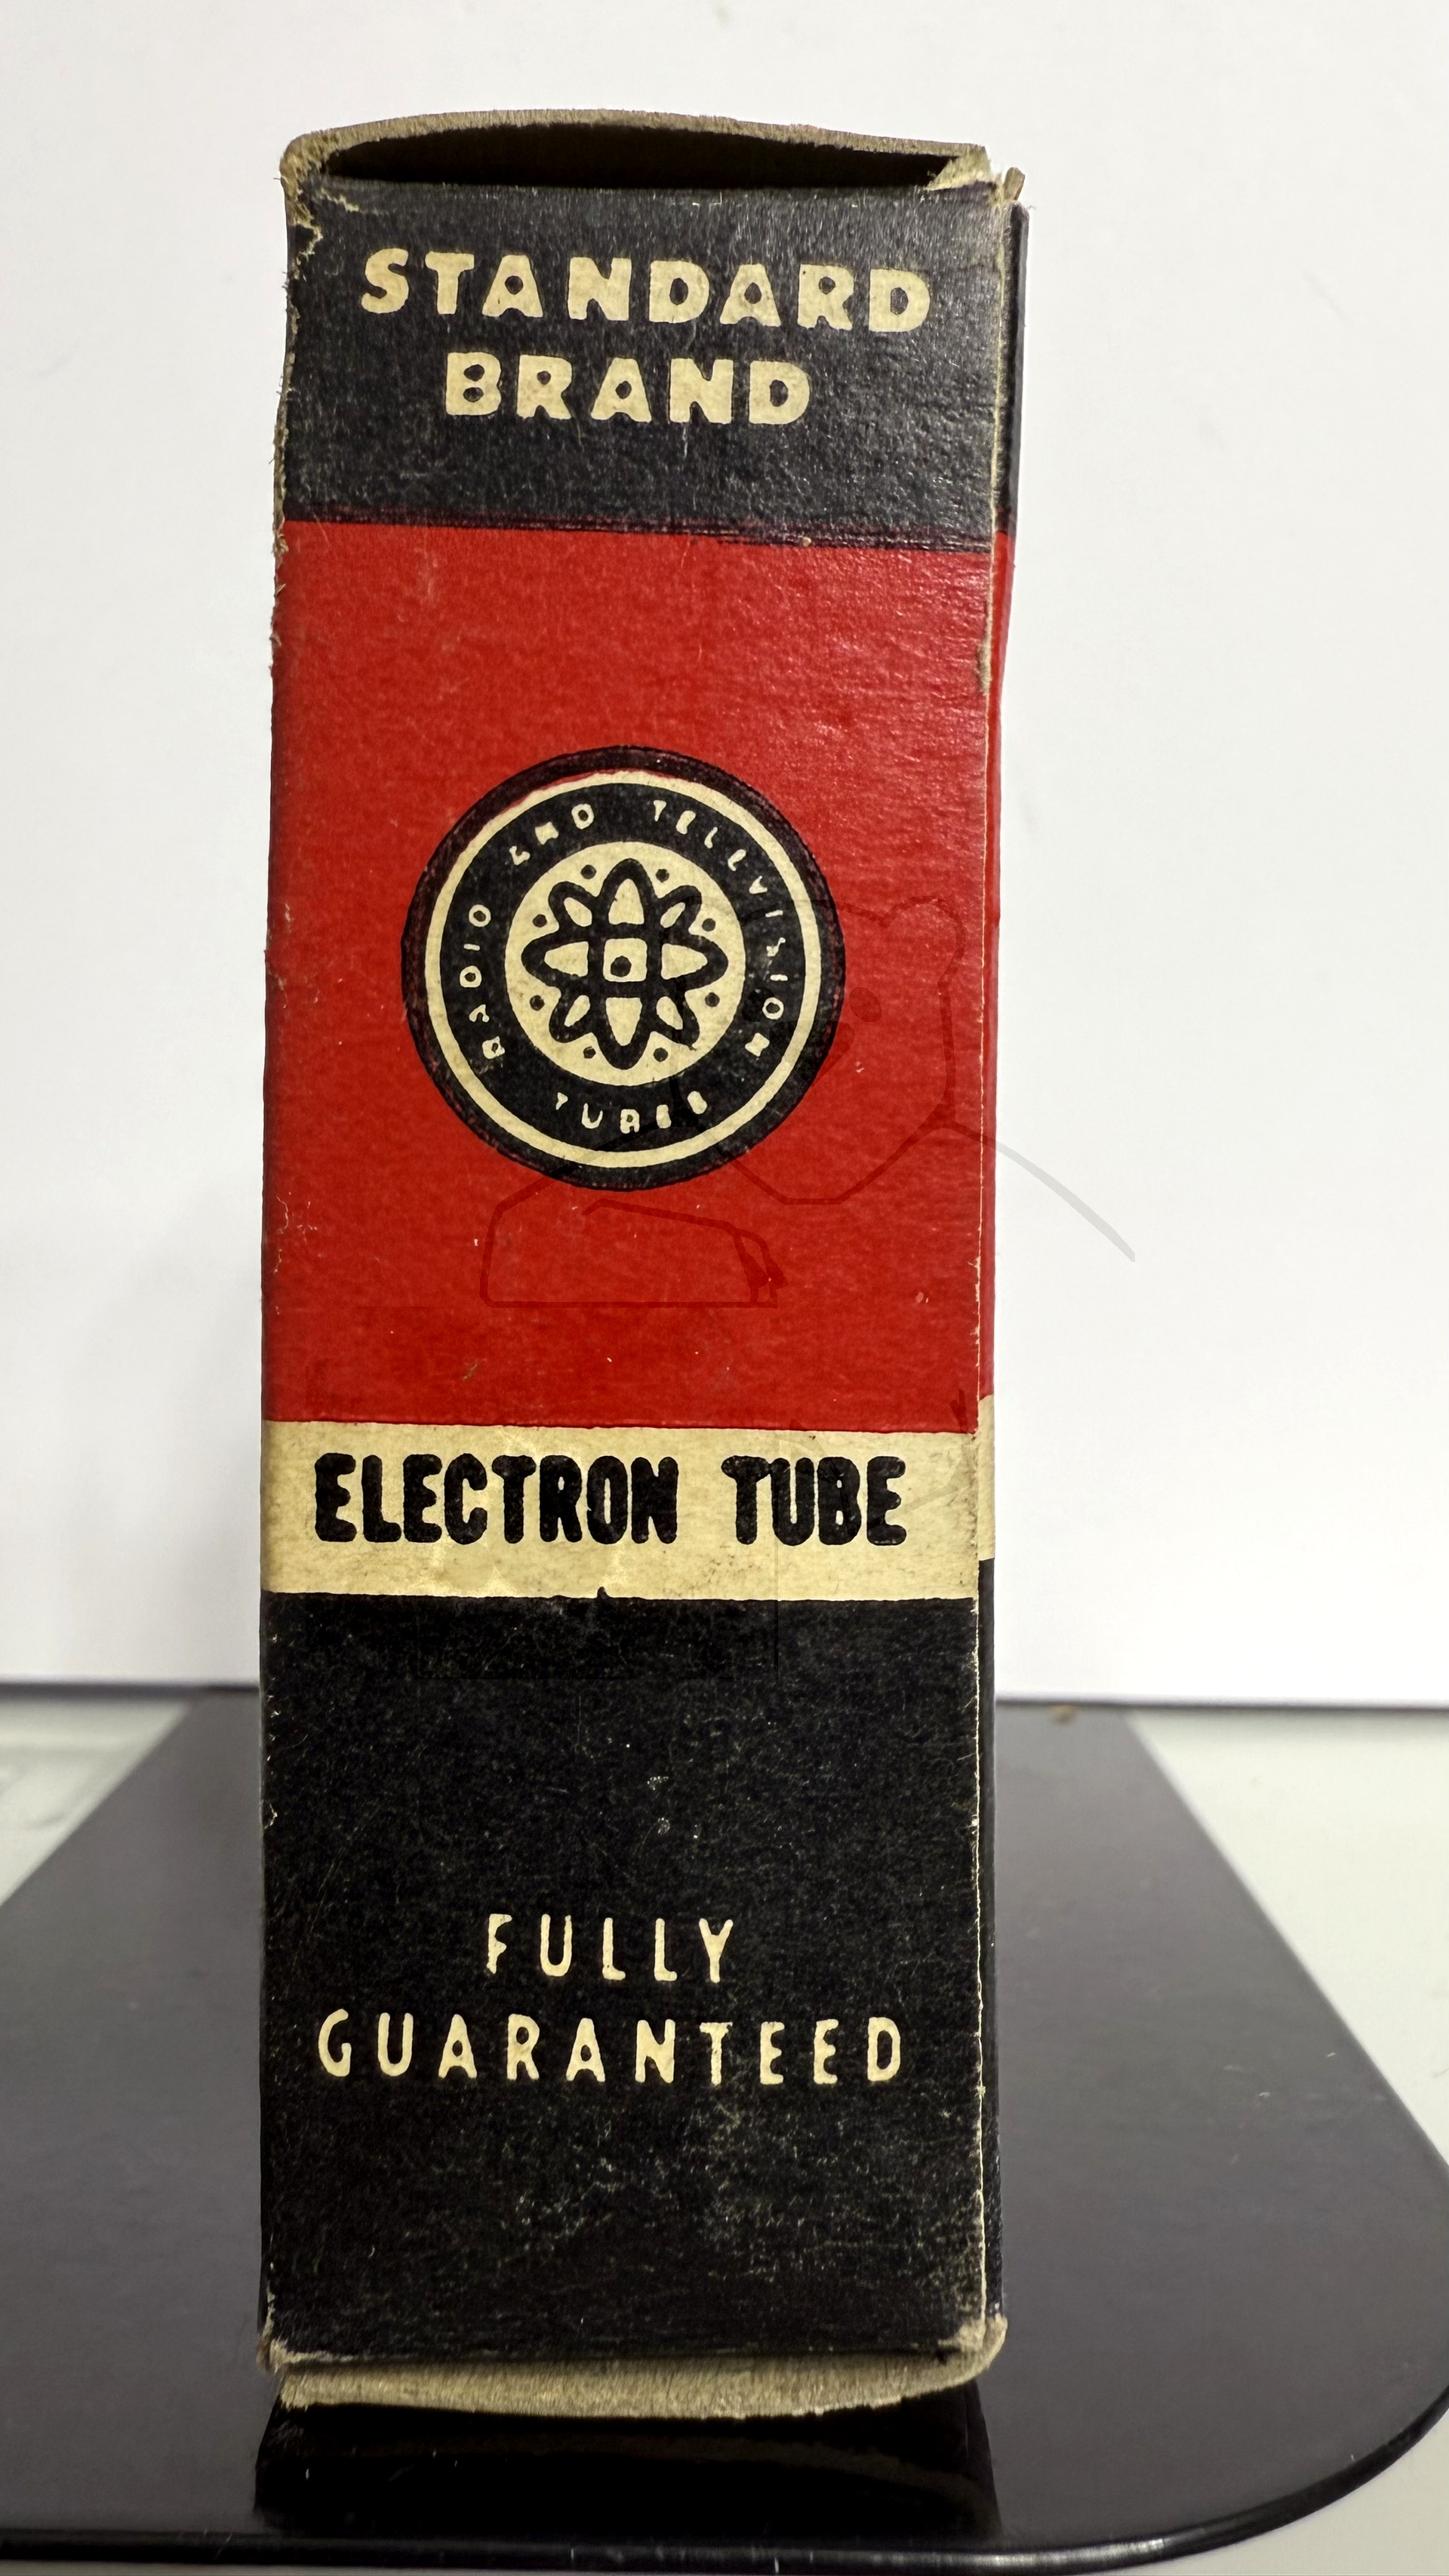 STANDARD
BRAND
RADIO AND TELEVISION
TUBES
ELECTRON TUBE
FULLY
GUARANTEED